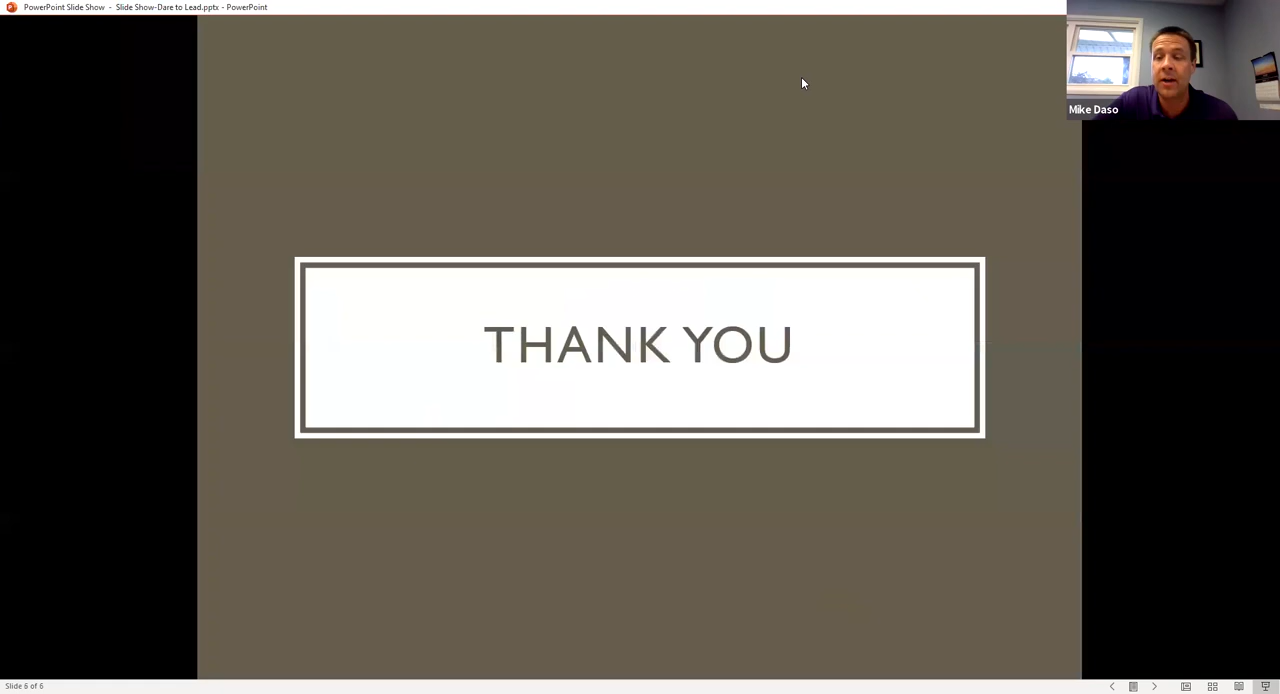 PowerPoint Slide Show - Slide Show-Dare to Lead.pptx - PowerPoint
Mike Daso
THANK YOU
Slide 6 of 6